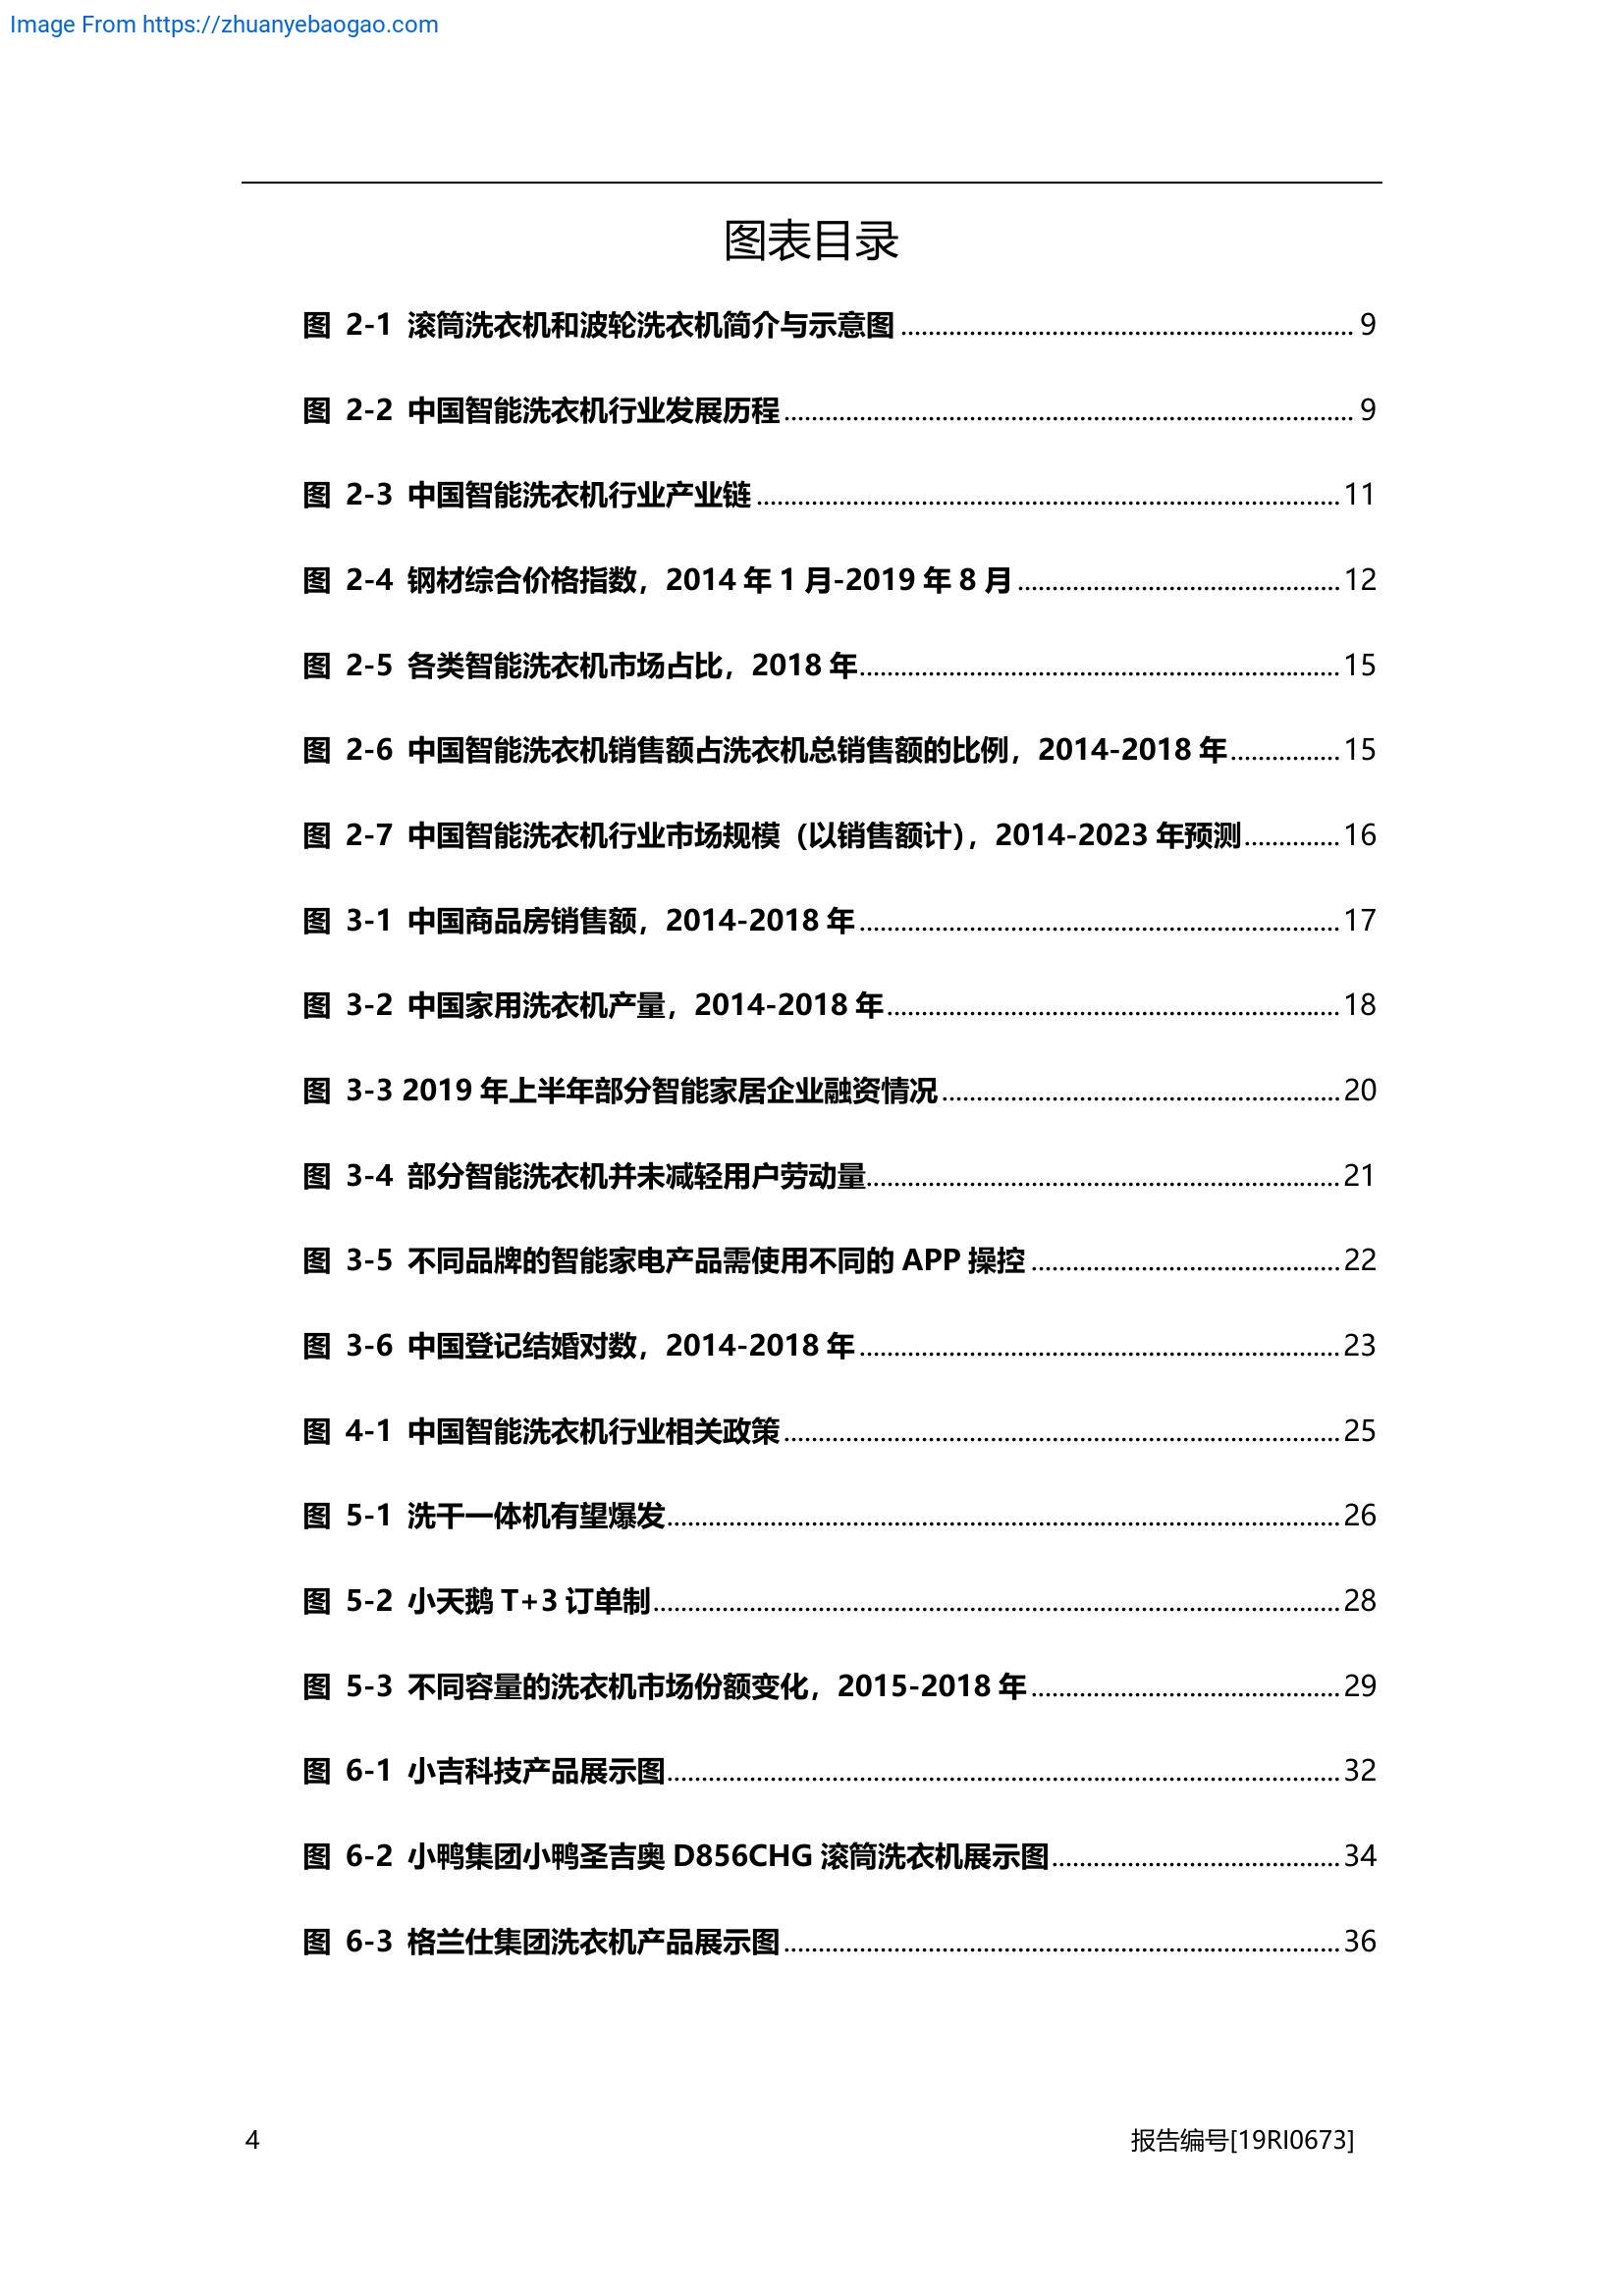 Image From https://zhuanyebaogao.com
图表目录
图 2-1 滚筒洗衣机和波轮洗衣机简介与示意图 ........ 9
图 2-2 中国智能洗衣机行业发展历程 ........ 9
图 2-3 中国智能洗衣机行业产业链 ........ 11
图 2-4 钢材综合价格指数，2014 年 1 月-2019 年 8 月 ........ 12
图 2-5 各类智能洗衣机市场占比，2018 年 ........ 15
图 2-6 中国智能洗衣机销售额占洗衣机总销售额的比例，2014-2018 年 ........ 15
图 2-7 中国智能洗衣机行业市场规模（以销售额计），2014-2023 年预测 ........ 16
图 3-1 中国商品房销售额，2014-2018 年 ........ 17
图 3-2 中国家用洗衣机产量，2014-2018 年 ........ 18
图 3-3 2019 年上半年部分智能家居企业融资情况 ........ 20
图 3-4 部分智能洗衣机并未减轻用户劳动量 ........ 21
图 3-5 不同品牌的智能家电产品需使用不同的 APP 操控 ........ 22
图 3-6 中国登记结婚对数，2014-2018 年 ........ 23
图 4-1 中国智能洗衣机行业相关政策 ........ 25
图 5-1 洗干一体机有望爆发 ........ 26
图 5-2 小天鹅 T+3 订单制 ........ 28
图 5-3 不同容量的洗衣机市场份额变化，2015-2018 年 ........ 29
图 6-1 小吉科技产品展示图 ........ 32
图 6-2 小鸭集团小鸭圣吉奥 D856CHG 滚筒洗衣机展示图 ........ 34
图 6-3 格兰仕集团洗衣机产品展示图 ........ 36
4 报告编号[19RI0673]